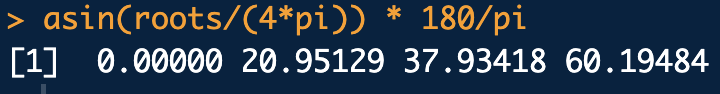 > asin(roots/(4*pi)) * 180/pi
[1]  0.00000 20.95129 37.93418 60.19484